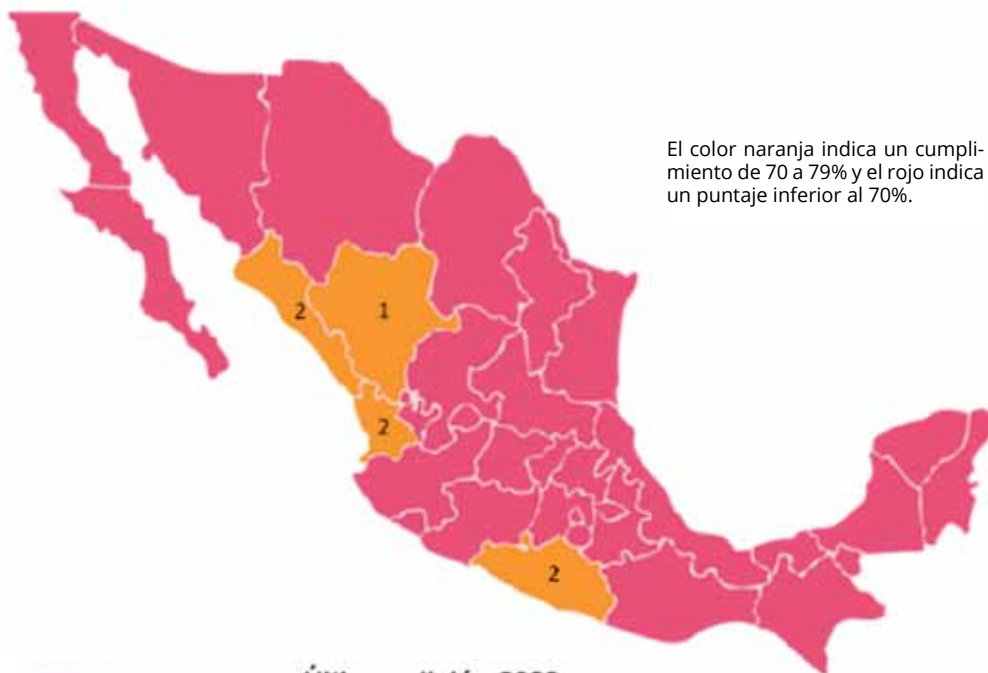 El color naranja indica un cumpli-
miento de 70 a 79% y el rojo indica
un puntaje inferior al 70%.
2
1
2
2